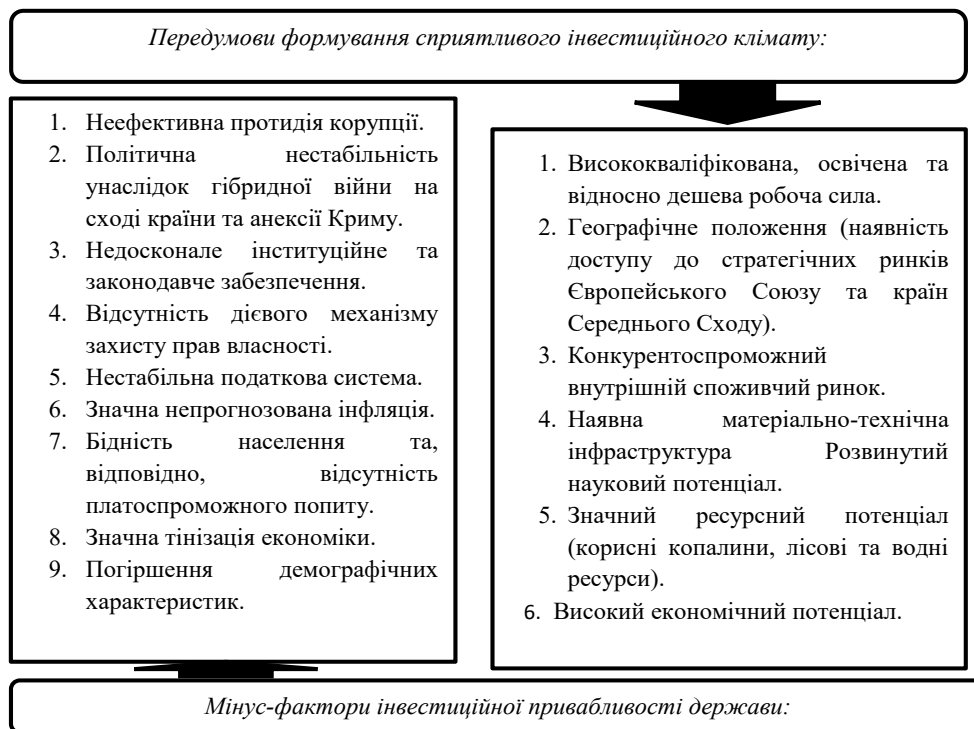 Передумови формування сприятливого інвестиційного клімату:
1. Неефективна протидія корупції.
2. Політична нестабільність
унаслідок гібридної війни на
сході країни та анексії Криму.
3. Недосконале інституційне та
законодавче забезпечення.
4. Відсутність дієвого механізму
захисту прав власності.
5. Нестабільна податкова система.
6. Значна непрогнозована інфляція.
7. Бідність населення та,
відповідно, відсутність
платоспроможного попиту.
8. Значна тінізація економіки.
9. Погіршення демографічних
характеристик.
1. Висококваліфікована, освічена та
відносно дешева робоча сила.
2. Географічне положення (наявність
доступу до стратегічних ринків
Європейського Союзу та країн
Середнього Сходу).
3. Конкурентоспроможний
внутрішній споживчий ринок.
4. Наявна матеріально-технічна
інфраструктура Розвинутий
науковий потенціал.
5. Значний ресурсний потенціал
(корисні копалини, лісові та водні
ресурси).
6. Високий економічний потенціал.
Мінус-фактори інвестиційної привабливості держави: